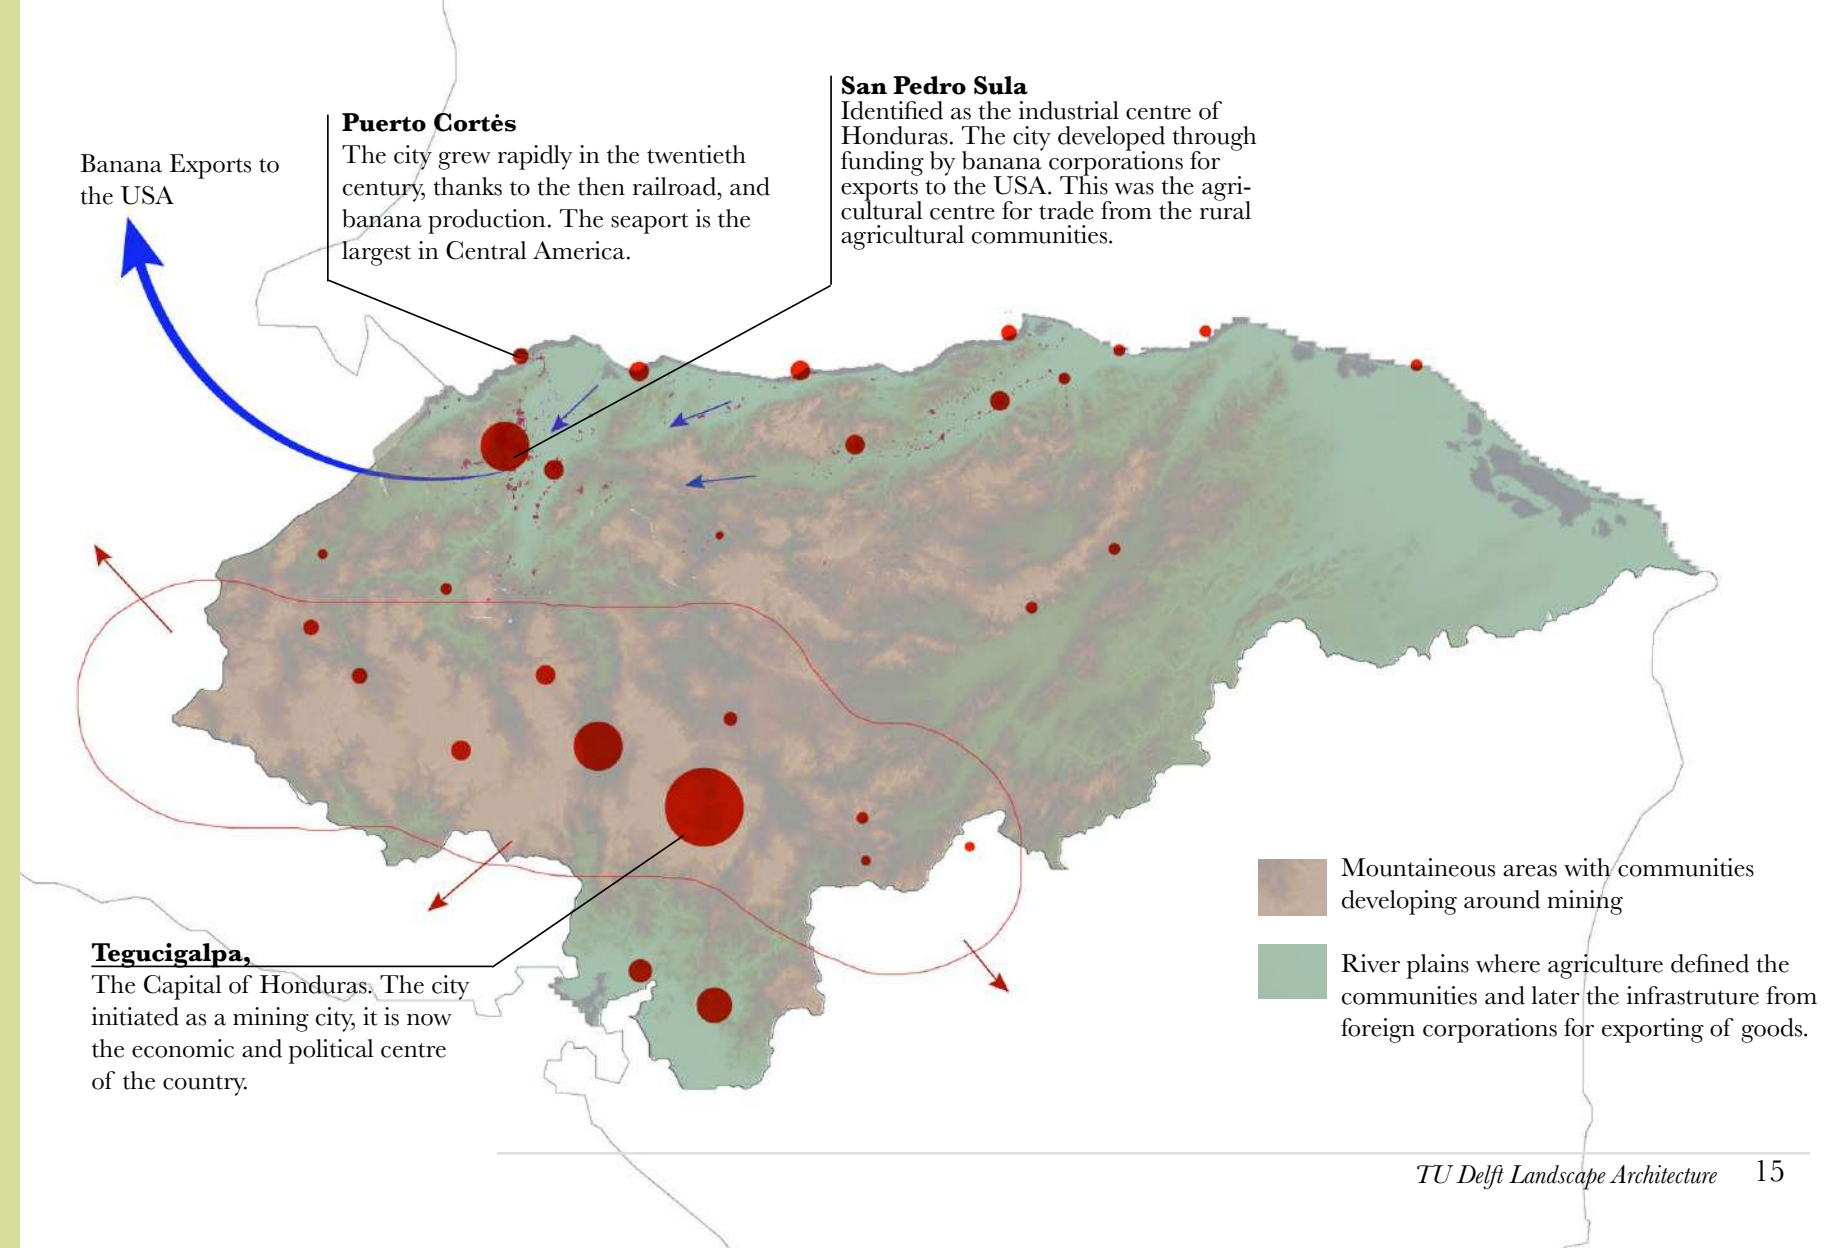 Banana Exports to
the USA
Puerto Cortės
The city grew rapidly in the twentieth
century, thanks to the then railroad, and
banana production. The seaport is the
largest in Central America.
San Pedro Sula
Identified as the industrial centre of
Honduras. The city developed through
funding by banana corporations for
exports to the USA. This was the agri-
cultural centre for trade from the rural
agricultural communities.
Tegucigalpa,
The Capital of Honduras. The city
initiated as a mining city, it is now
the economic and political centre
of the country.
Mountaineous areas with communities
developing around mining
River plains where agriculture defined the
communities and later the infrastruture from
foreign corporations for exporting of goods.
TU Delft Landscape Architecture 15